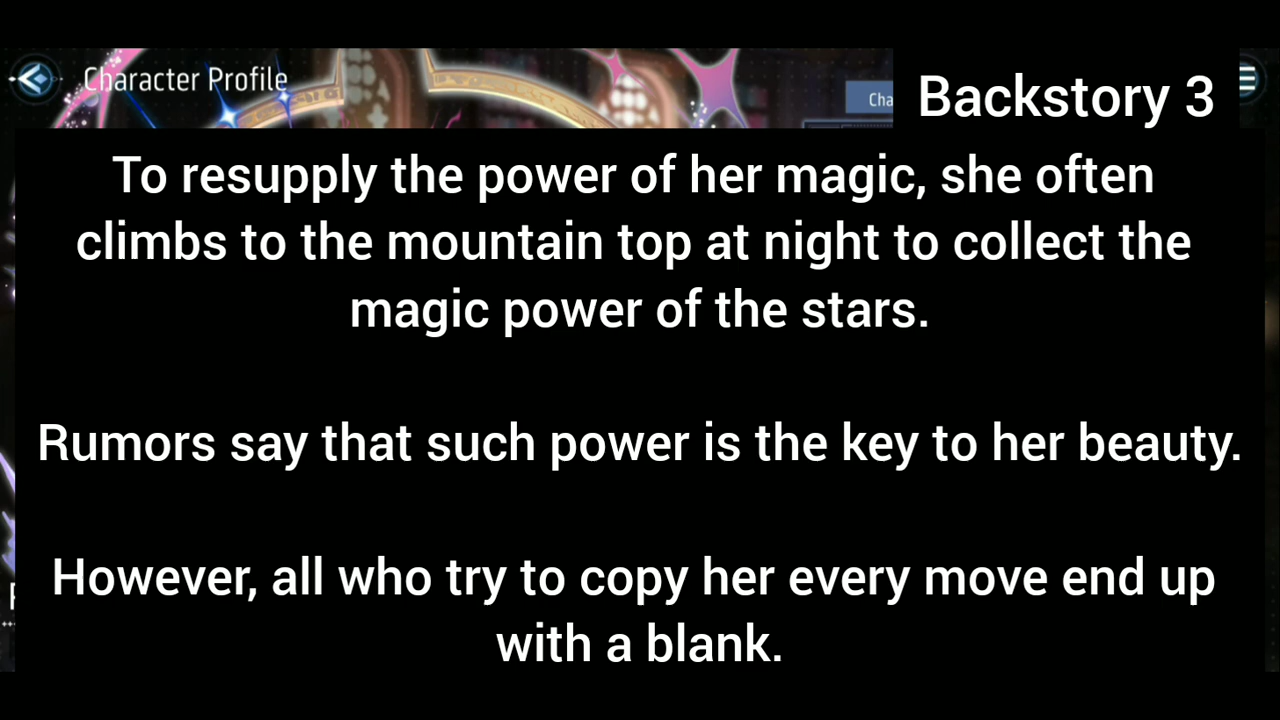 Character Profile
Cha
Backstory 3
To resupply the power of her magic, she often
climbs to the mountain top at night to collect the
magic power of the stars.
Rumors say that such power is the key to her beauty.
However, all who try to copy her every move end up
with a blank.